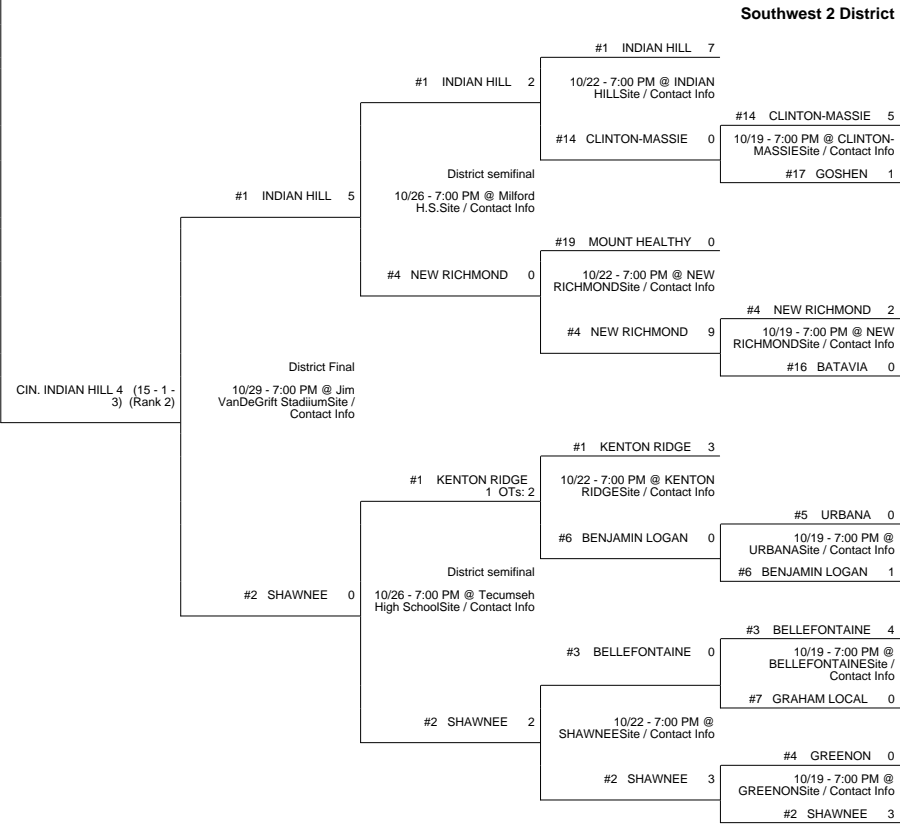 Southwest 2 District
#1 INDIAN HILL 7
#1 INDIAN HILL 2
10/22 - 7:00 PM @ INDIAN
HILLSite / Contact Info
#14 CLINTON-MASSIE 5
#14 CLINTON-MASSIE 0
10/19 - 7:00 PM @ CLINTON-
MASSIESite / Contact Info
#17 GOSHEN 1
District semifinal
#1 INDIAN HILL 5
10/26 - 7:00 PM @ Milford
H.S.Site / Contact Info
#19 MOUNT HEALTHY 0
#4 NEW RICHMOND 0
10/22 - 7:00 PM @ NEW
RICHMONDSite / Contact Info
#4 NEW RICHMOND 2
#4 NEW RICHMOND 9
10/19 - 7:00 PM @ NEW
RICHMONDSite / Contact Info
#16 BATAVIA 0
District Final
CIN. INDIAN HILL 4 (15 - 1 -
3) (Rank 2)
10/29 - 7:00 PM @ Jim
VanDeGrift StadiiumSite /
Contact Info
#1 KENTON RIDGE 3
#1 KENTON RIDGE
1 OTs: 2
10/22 - 7:00 PM @ KENTON
RIDGESite / Contact Info
#5 URBANA 0
#6 BENJAMIN LOGAN 0
10/19 - 7:00 PM @
URBANASite / Contact Info
#6 BENJAMIN LOGAN 1
District semifinal
#2 SHAWNEE 0
10/26 - 7:00 PM @ Tecumseh
High SchoolSite / Contact Info
#3 BELLEFONTAINE 4
#3 BELLEFONTAINE 0
10/19 - 7:00 PM @
BELLEFONTAINESite /
Contact Info
#7 GRAHAM LOCAL 0
#2 SHAWNEE 2
10/22 - 7:00 PM @
SHAWNEESite / Contact Info
#4 GREENON 0
#2 SHAWNEE 3
10/19 - 7:00 PM @
GREENONSite / Contact Info
#2 SHAWNEE 3